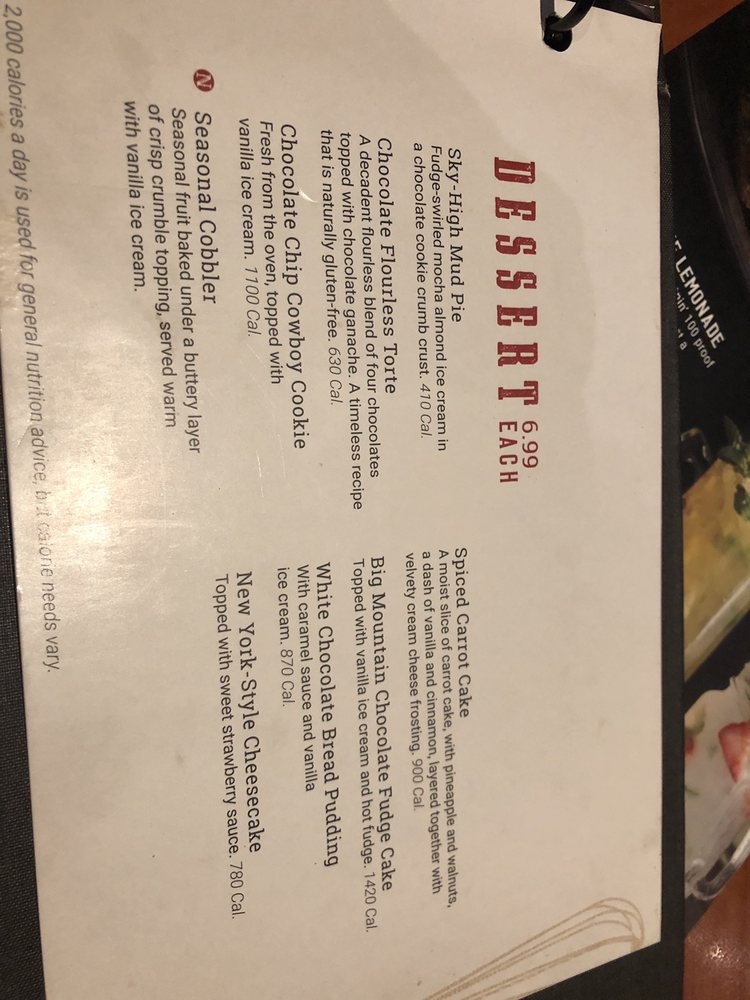 DESSERT 6.99 EACH
Sky-High Mud Pie
Fudge-swirled mocha almond ice cream in
a chocolate cookie crumb crust. 410 Cal.
Chocolate Flourless Torte
A decadent flourless blend of four chocolates
topped with chocolate ganache. A timeless recipe
that is naturally gluten-free. 630 Cal.
Chocolate Chip Cowboy Cookie
Fresh from the oven, topped with
vanilla ice cream. 1100 Cal.
N Seasonal Cobbler
Seasonal fruit baked under a buttery layer
of crisp crumble topping, served warm
with vanilla ice cream.
Spiced Carrot Cake
A moist slice of carrot cake, with pineapple and walnuts,
a dash of vanilla and cinnamon, layered together with
velvety cream cheese frosting. 900 Cal.
Big Mountain Chocolate Fudge Cake
Topped with vanilla ice cream and hot fudge. 1420 Cal.
White Chocolate Bread Pudding
With caramel sauce and vanilla
ice cream. 870 Cal.
New York-Style Cheesecake
Topped with sweet strawberry sauce. 780 Cal.
2,000 calories a day is used for general nutrition advice, but calorie needs vary.
LEMONADE
100 proof
a